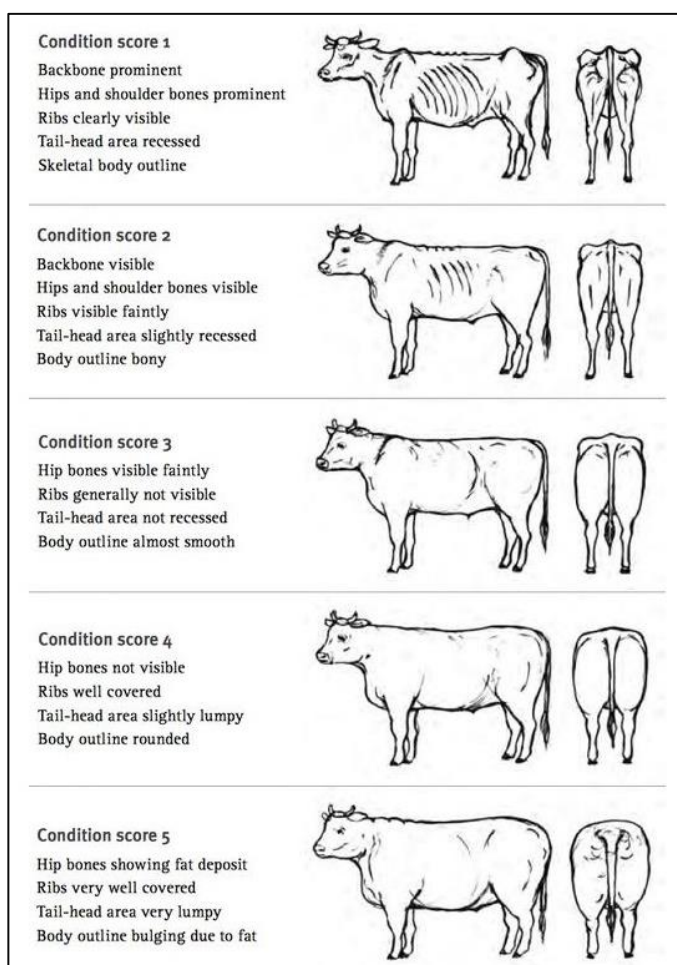 Condition score 1
Backbone prominent
Hips and shoulder bones prominent
Ribs clearly visible
Tail-head area recessed
Skeletal body outline
Condition score 2
Backbone visible
Hips and shoulder bones visible
Ribs visible faintly
Tail-head area slightly recessed
Body outline bony
Condition score 3
Hip bones visible faintly
Ribs generally not visible
Tail-head area not recessed
Body outline almost smooth
Condition score 4
Hip bones not visible
Ribs well covered
Tail-head area slightly lumpy
Body outline rounded
Condition score 5
Hip bones showing fat deposit
Ribs very well covered
Tail-head area very lumpy
Body outline bulging due to fat